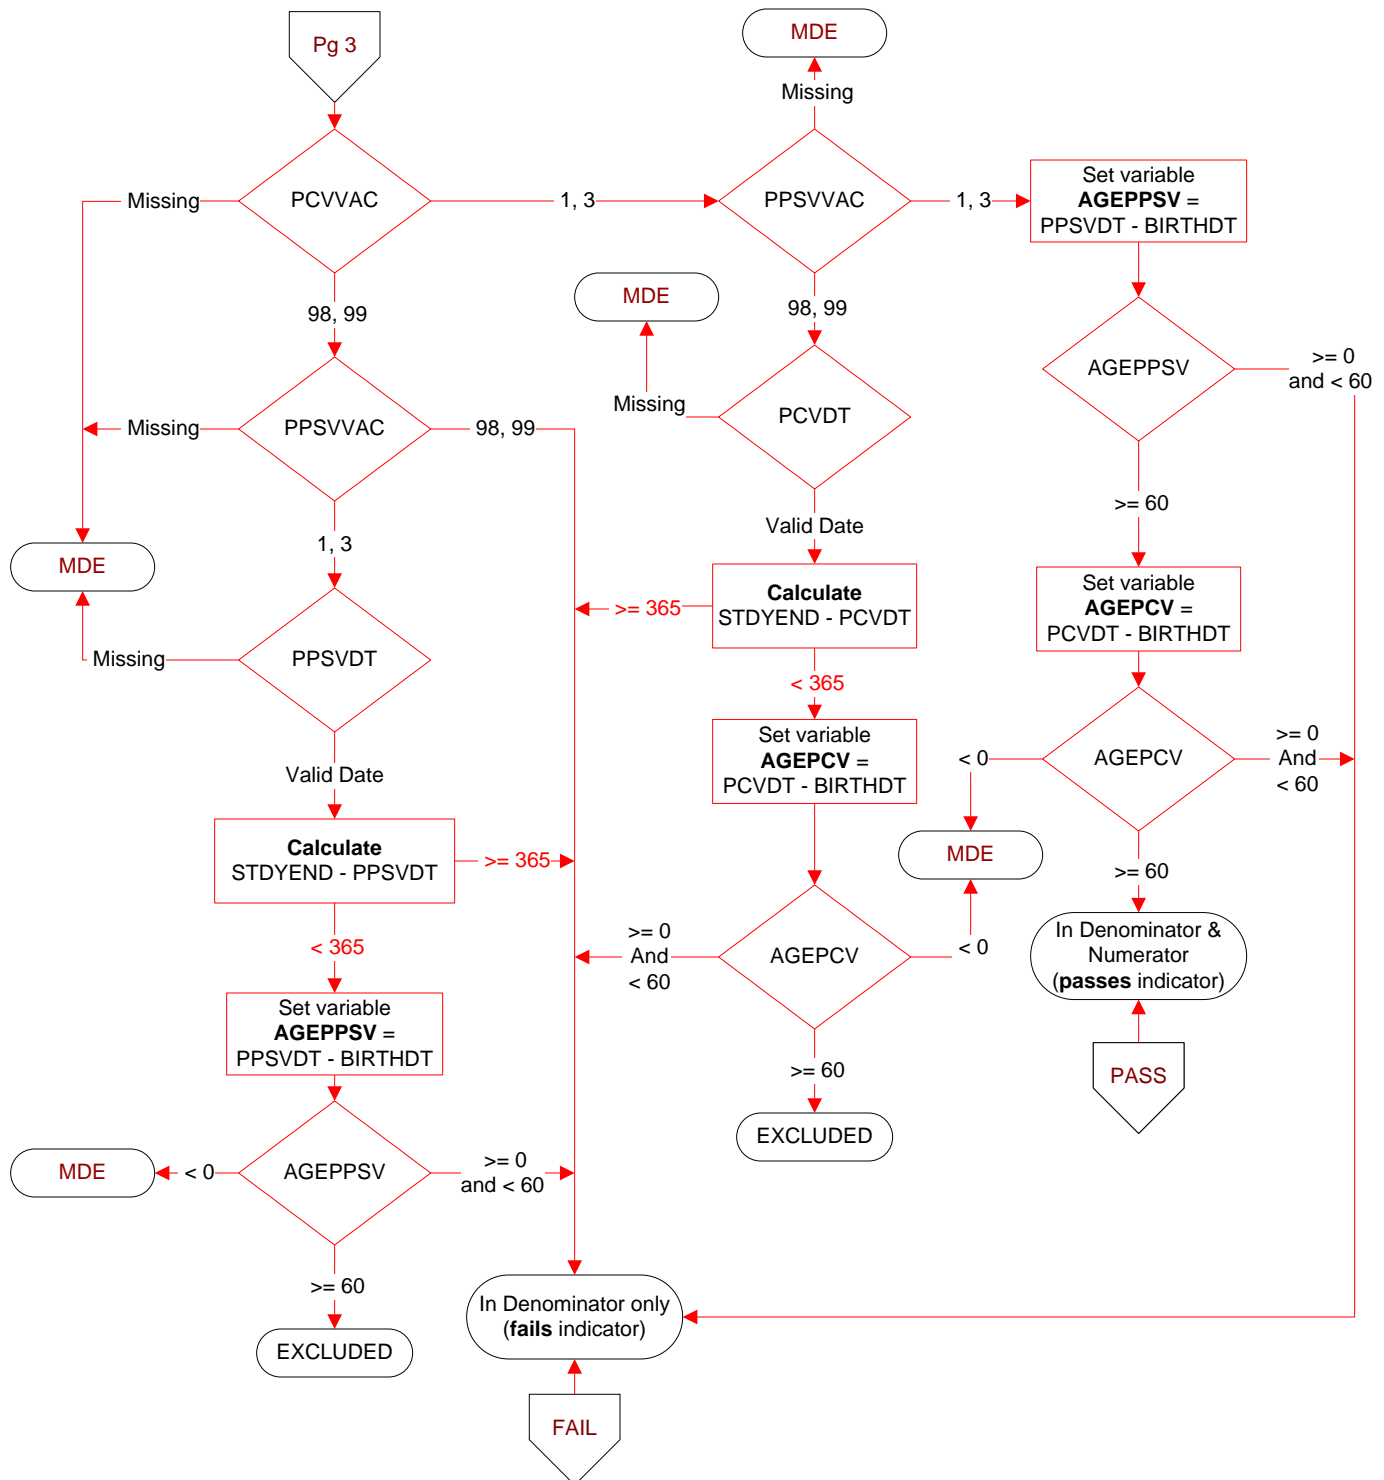 Pg 3
MDE
Missing
PCVVAC
Missing
1, 3
PPSVVAC
1, 3
Set variable
AGEPPSV =
PPSVDT - BIRTHDT
98, 99
MDE
98, 99
AGEPPSV
>= 0
and < 60
PPSVVAC
Missing
98, 99
Missing
PCVDT
>= 60
1, 3
Valid Date
MDE
Set variable
AGEPCV =
PCVDT - BIRTHDT
Calculate
STDYEND - PCVDT
>= 365
PPSVDT
Missing
< 365
Set variable
AGEPCV =
PCVDT - BIRTHDT
AGEPCV
< 0
>= 0
And
< 60
Valid Date
Calculate
STDYEND - PPSVDT
>= 365
MDE
>= 60
< 365
>= 0
And
< 60
AGEPCV
< 0
In Denominator &
Numerator
(passes indicator)
Set variable
AGEPPSV =
PPSVDT - BIRTHDT
>= 60
PASS
EXCLUDED
MDE
< 0
AGEPPSV
>= 0
and < 60
>= 60
In Denominator only
(fails indicator)
EXCLUDED
FAIL